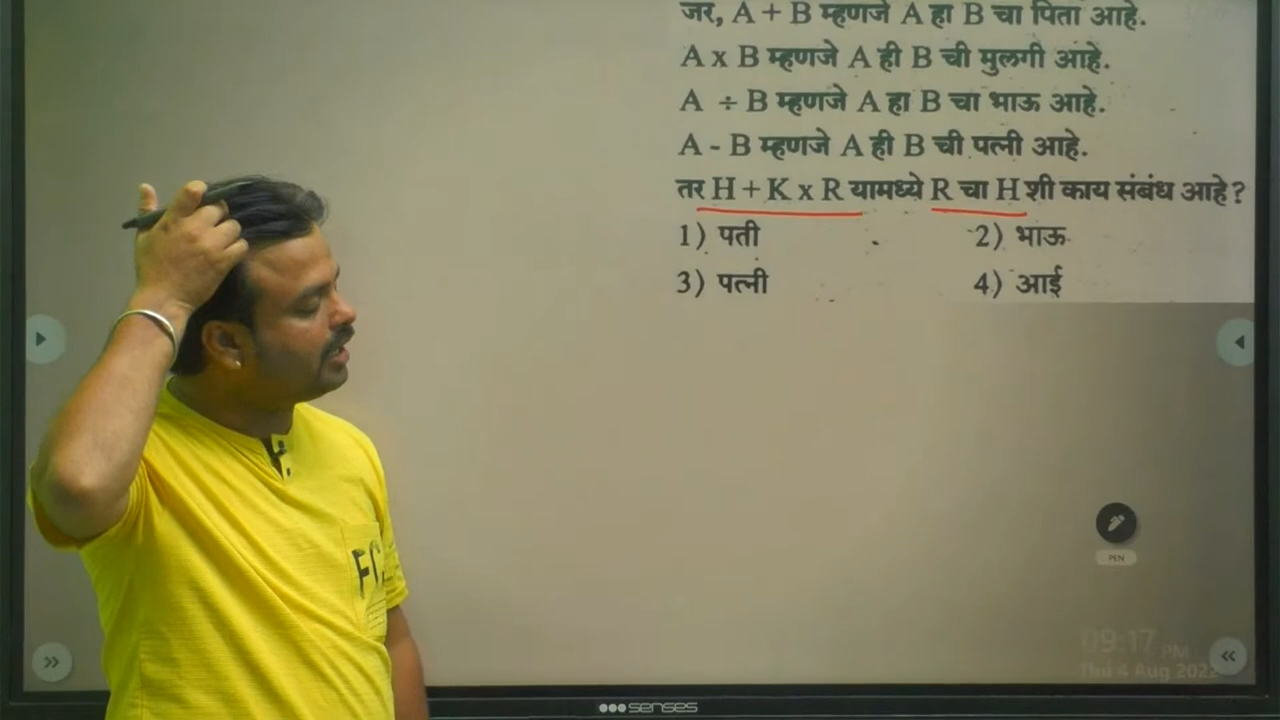 जर, A + B म्हणजे A हा B चा पिता आहे.
A x B म्हणजे A ही B ची मुलगी आहे.
A ÷ B म्हणजे A हा B चा भाऊ आहे.
A - B म्हणजे A ही B ची पत्नी आहे.
तर H + K x R यामध्ये R चा H शी काय संबंध आहे ?
1) पती 2) भाऊ
3) पत्नी 4) आई
PEN
09:17 PM
Thu 4 Aug 2022
senses